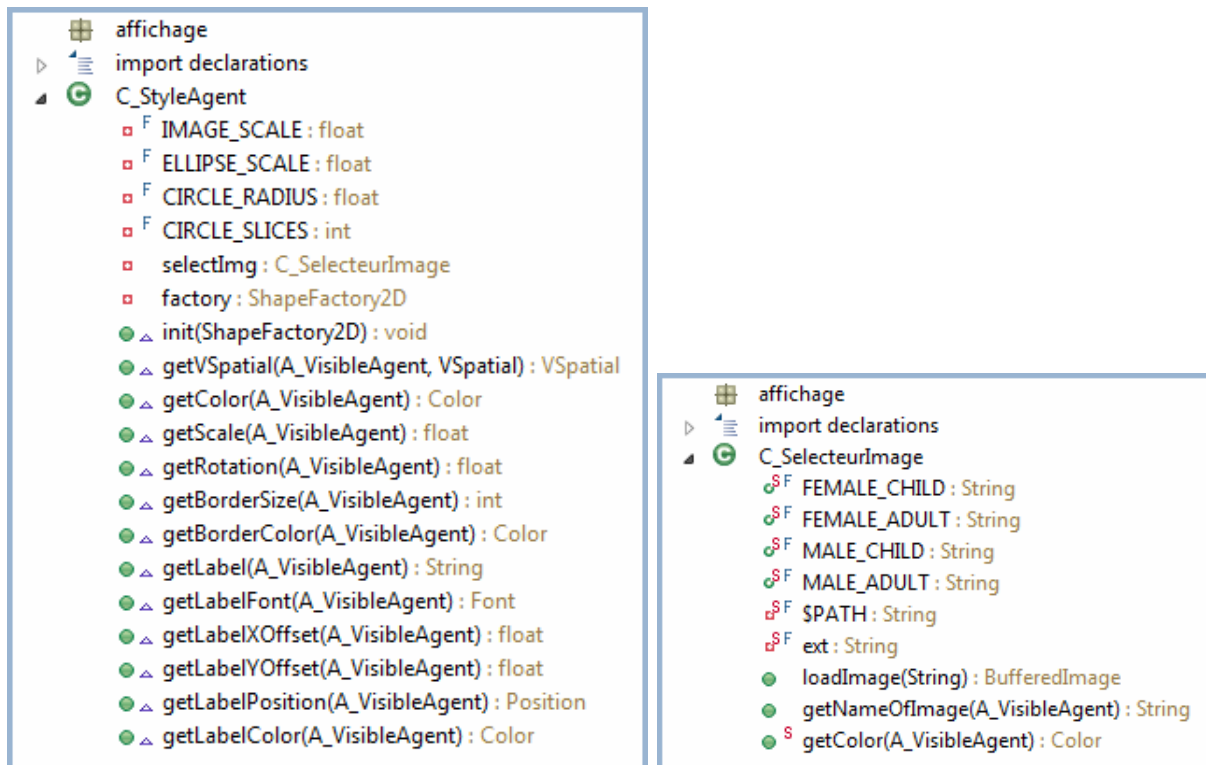 affichage
import declarations
C_StyleAgent
F IMAGE_SCALE : float
F ELLIPSE_SCALE : float
F CIRCLE_RADIUS : float
F CIRCLE_SLICES : int
selectImg : C_SelecteurImage
factory : ShapeFactory2D
init(ShapeFactory2D) : void
getVSpatial(A_VisibleAgent, VSpatial) : VSpatial
getColor(A_VisibleAgent) : Color
getScale(A_VisibleAgent) : float
getRotation(A_VisibleAgent) : float
getBorderSize(A_VisibleAgent) : int
getBorderColor(A_VisibleAgent) : Color
getLabel(A_VisibleAgent) : String
getLabelFont(A_VisibleAgent) : Font
getLabelXOffset(A_VisibleAgent) : float
getLabelYOffset(A_VisibleAgent) : float
getLabelPosition(A_VisibleAgent) : Position
getLabelColor(A_VisibleAgent) : Color
affichage
import declarations
C_SelecteurImage
S F FEMALE_CHILD : String
S F FEMALE_ADULT : String
S F MALE_CHILD : String
S F MALE_ADULT : String
S F $PATH : String
S F ext : String
loadImage(String) : BufferedImage
getNameOfImage(A_VisibleAgent) : String
S getColor(A_VisibleAgent) : Color